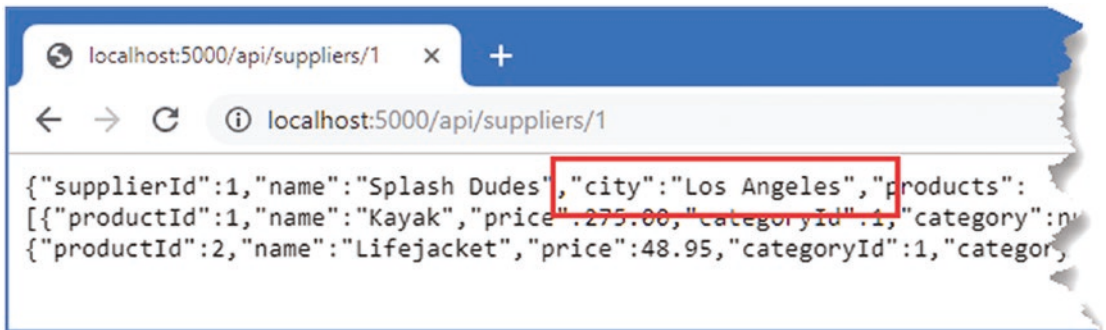 localhost:5000/api/suppliers/1
localhost:5000/api/suppliers/1
{"supplierId":1,"name":"Splash Dudes","city":"Los Angeles","products":
[{"productId":1,"name":"Kayak","price":275.00,"categoryId":1,"category":
{"productId":2,"name":"Lifejacket","price":48.95,"categoryId":1,"category